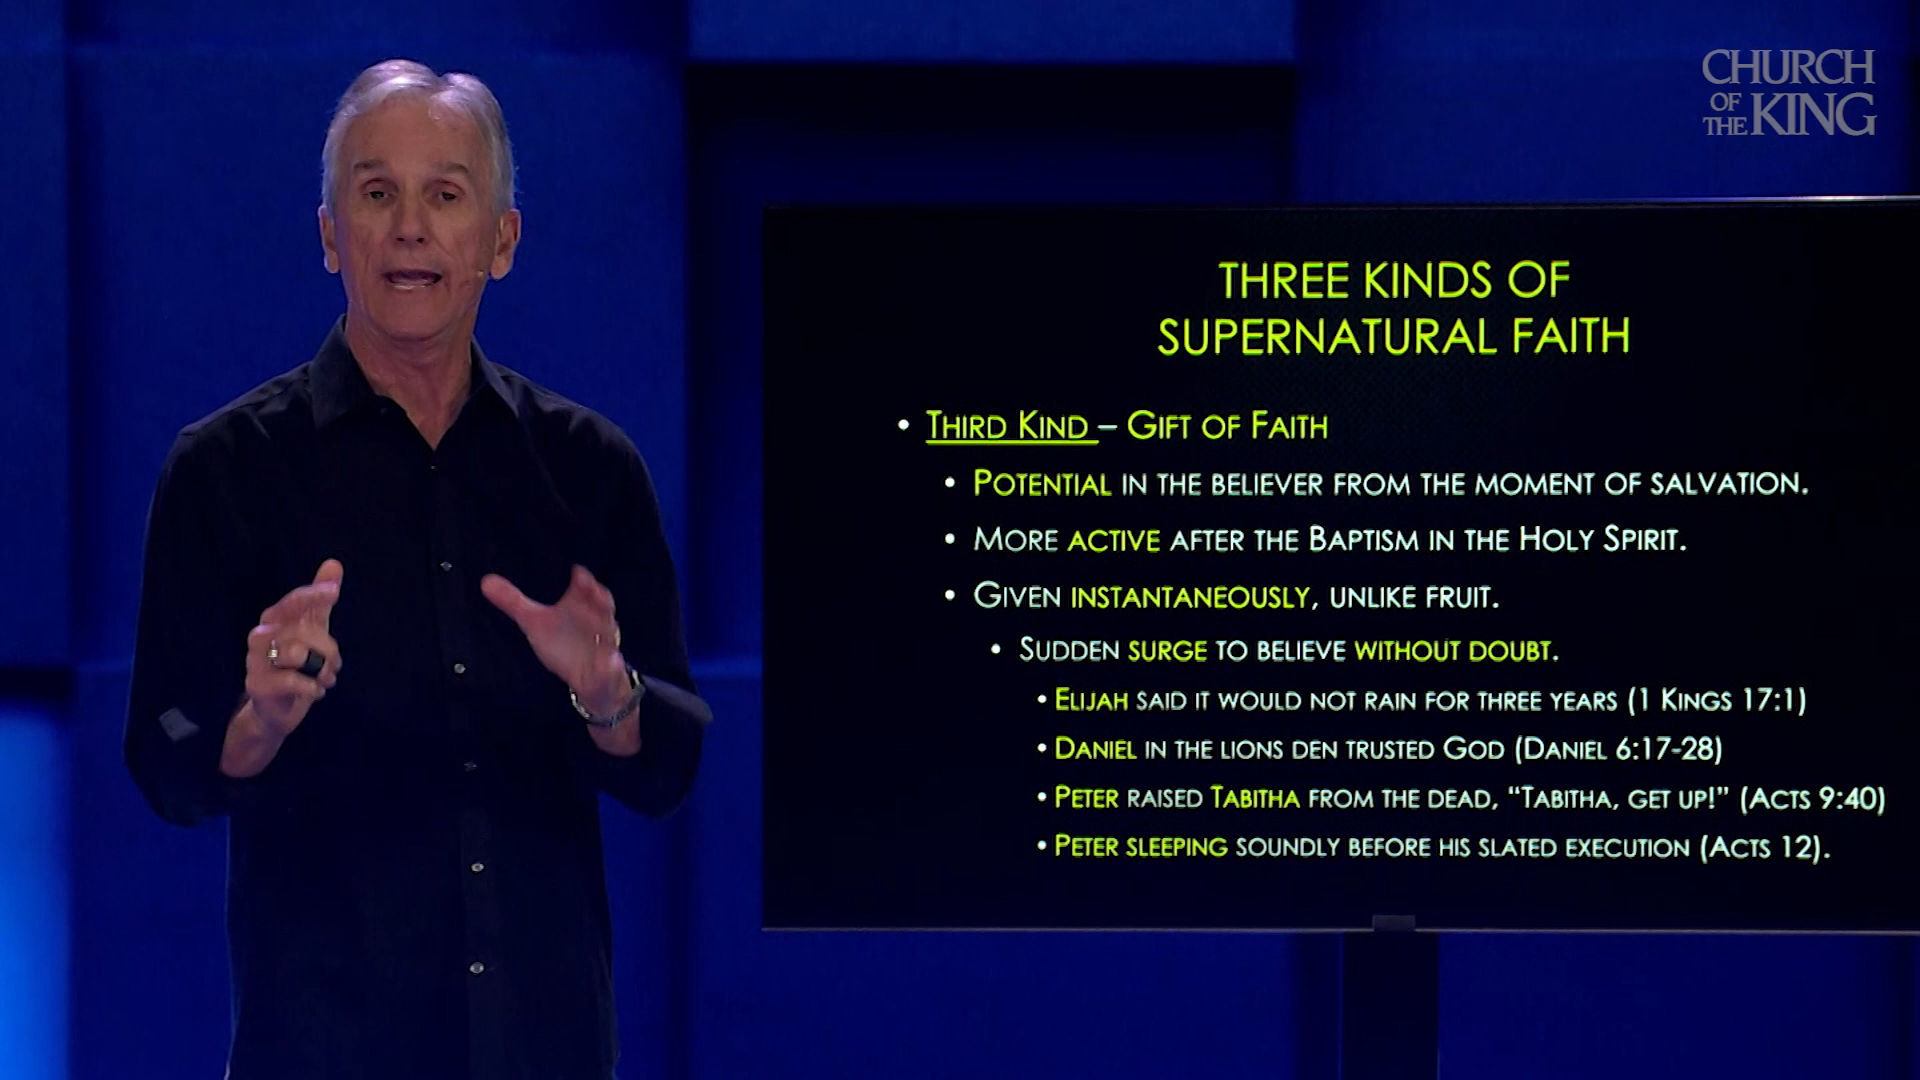 CHURCH
OF
THE KING
THREE KINDS OF
SUPERNATURAL FAITH
• THIRD KIND – GIFT OF FAITH
• POTENTIAL IN THE BELIEVER FROM THE MOMENT OF SALVATION.
• MORE ACTIVE AFTER THE BAPTISM IN THE HOLY SPIRIT.
• GIVEN INSTANTANEOUSLY, UNLIKE FRUIT.
• SUDDEN SURGE TO BELIEVE WITHOUT DOUBT.
• ELIJAH SAID IT WOULD NOT RAIN FOR THREE YEARS (1 KINGS 17:1)
• DANIEL IN THE LIONS DEN TRUSTED GOD (DANIEL 6:17-28)
• PETER RAISED TABITHA FROM THE DEAD, “TABITHA, GET UP!” (ACTS 9:40)
• PETER SLEEPING SOUNDLY BEFORE HIS SLATED EXECUTION (ACTS 12).